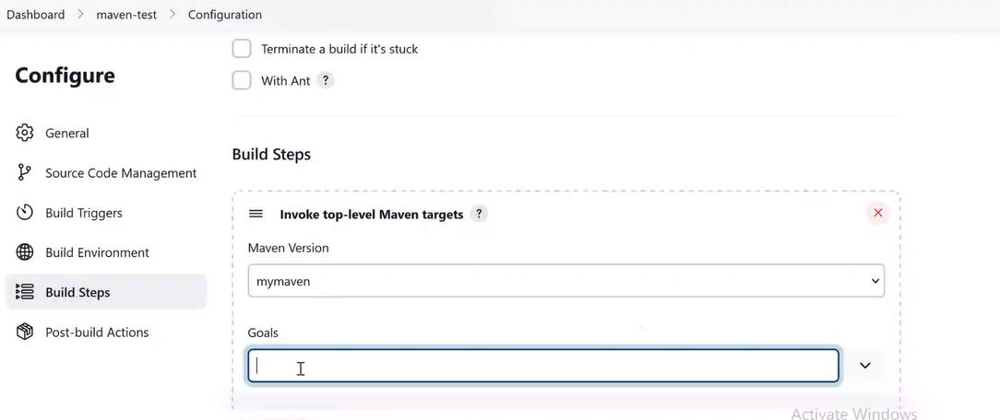 Dashboard > maven-test > Configuration
Configure
General
Source Code Management
Build Triggers
Build Environment
Build Steps
Post-build Actions
Terminate a build if it's stuck
With Ant ?
Build Steps
Invoke top-level Maven targets ?
Maven Version
mymaven
Goals
Activate Windows